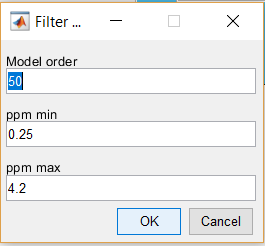 Filter ...
Model order
50
ppm min
0.25
ppm max
4.2
OK Cancel